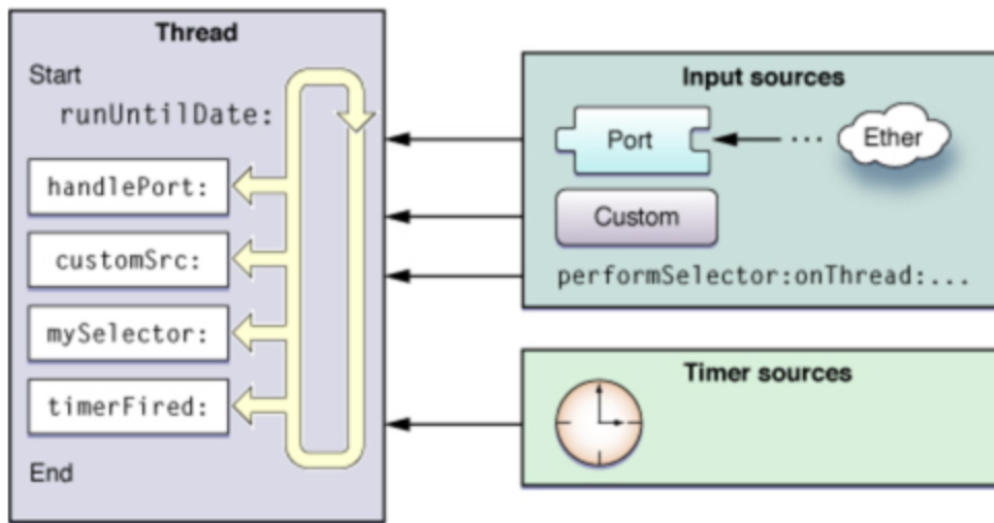 Thread
Start
runUntilDate:
handlePort:
customSrc:
mySelector:
timerFired:
End
Input sources
Port
...
Ether
Custom
performSelector:onThread:...
Timer sources